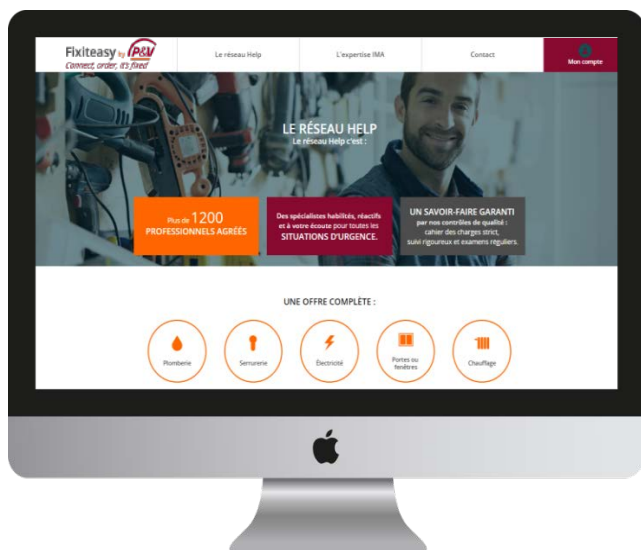 Fixiteasy by P&V
Connect, order, it's fixed
Le réseau Help
L'expertise IMA
Contact
Mon compte
LE RÉSEAU HELP
Le réseau Help c'est :
Plus de 1200
PROFESSIONNELS AGRÉÉS
Des spécialistes habilités, réactifs
et à votre écoute pour toutes les
SITUATIONS D'URGENCE.
UN SAVOIR-FAIRE GARANTI
par nos contrôles de qualité :
cahier des charges strict,
suivi rigoureux et examens réguliers.
UNE OFFRE COMPLÈTE :
Plomberie
Serrurerie
Électricité
Portes ou
fenêtres
Chauffage